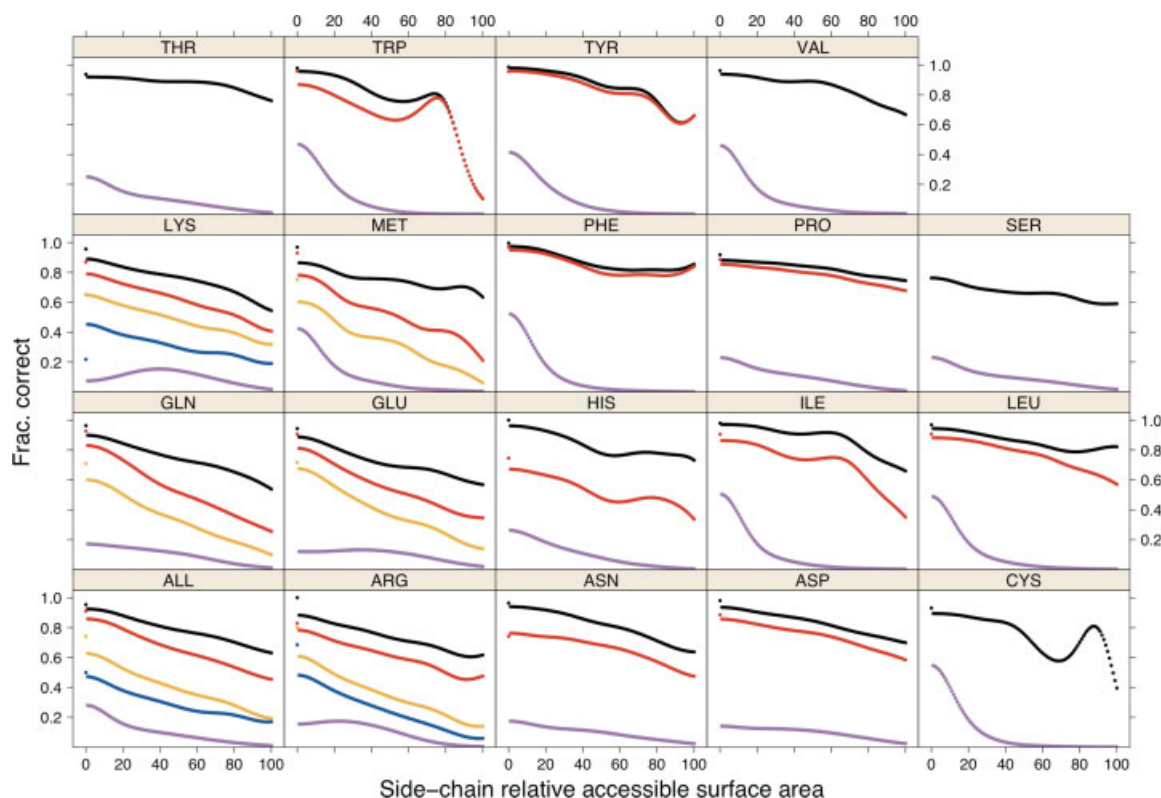 0 20 40 60 80 100 0 20 40 60 80 100
THR TRP TYR VAL
1.0
0.8
0.6
0.4
0.2
LYS MET PHE PRO SER
1.0
0.8
0.6
0.4
0.2
GLN GLU HIS ILE LEU
1.0
0.8
0.6
0.4
0.2
ALL ARG ASN ASP CYS
1.0
0.8
0.6
0.4
0.2
0 20 40 60 80 100 0 20 40 60 80 100 0 20 40 60 80 100
Frac. correct
Side-chain relative accessible surface area